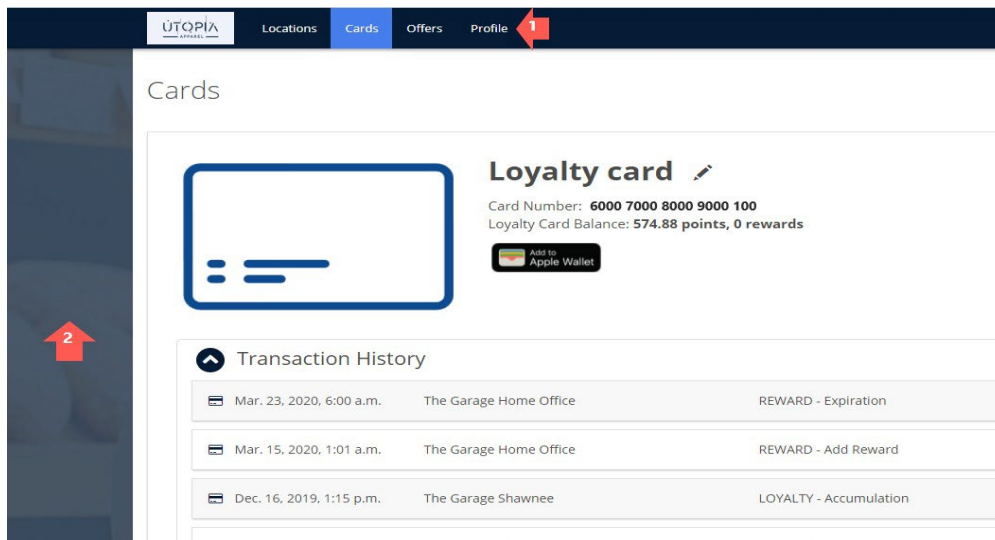 ÚTOPÍA
APPAREL
Locations Cards Offers Profile 1
Cards
Loyalty card
Card Number: 6000 7000 8000 9000 100
Loyalty Card Balance: 574.88 points, 0 rewards
Add to
Apple Wallet
2
Transaction History
Mar. 23, 2020, 6:00 a.m. The Garage Home Office REWARD - Expiration
Mar. 15, 2020, 1:01 a.m. The Garage Home Office REWARD - Add Reward
Dec. 16, 2019, 1:15 p.m. The Garage Shawnee LOYALTY - Accumulation